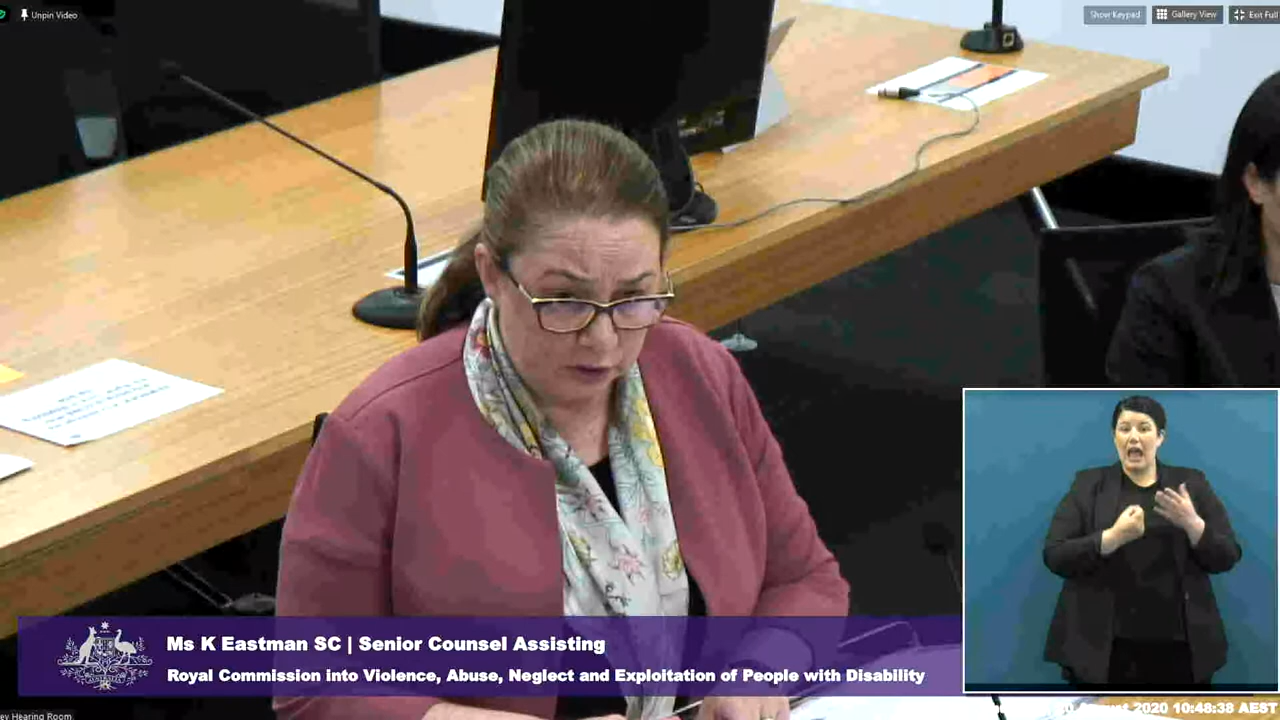 Unpin Video
Show Keypad
Gallery View
Exit Full
Ms K Eastman SC | Senior Counsel Assisting
Royal Commission into Violence, Abuse, Neglect and Exploitation of People with Disability
Hearing Room
2020 10:48:38 AEST